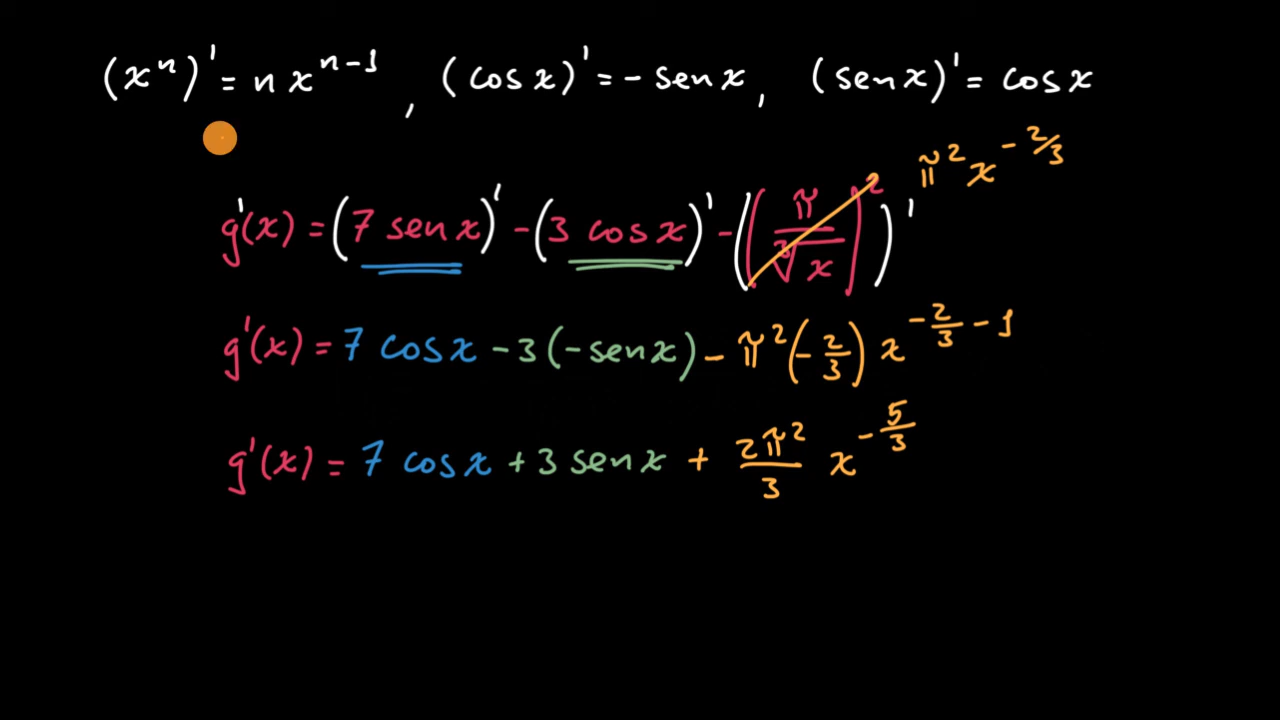 (xⁿ)' = n xⁿ⁻¹, (cos x)' = - sen x, (sen x)' = cos x
π² x^(-2/3)
g'(x) = (7 sen x)' - (3 cos x)' - ((π/∛x)²)'
g'(x) = 7 cos x - 3 (- sen x) - π² (-2/3) x^(-2/3 - 1)
g'(x) = 7 cos x + 3 sen x + 2π²/3 x^(-5/3)